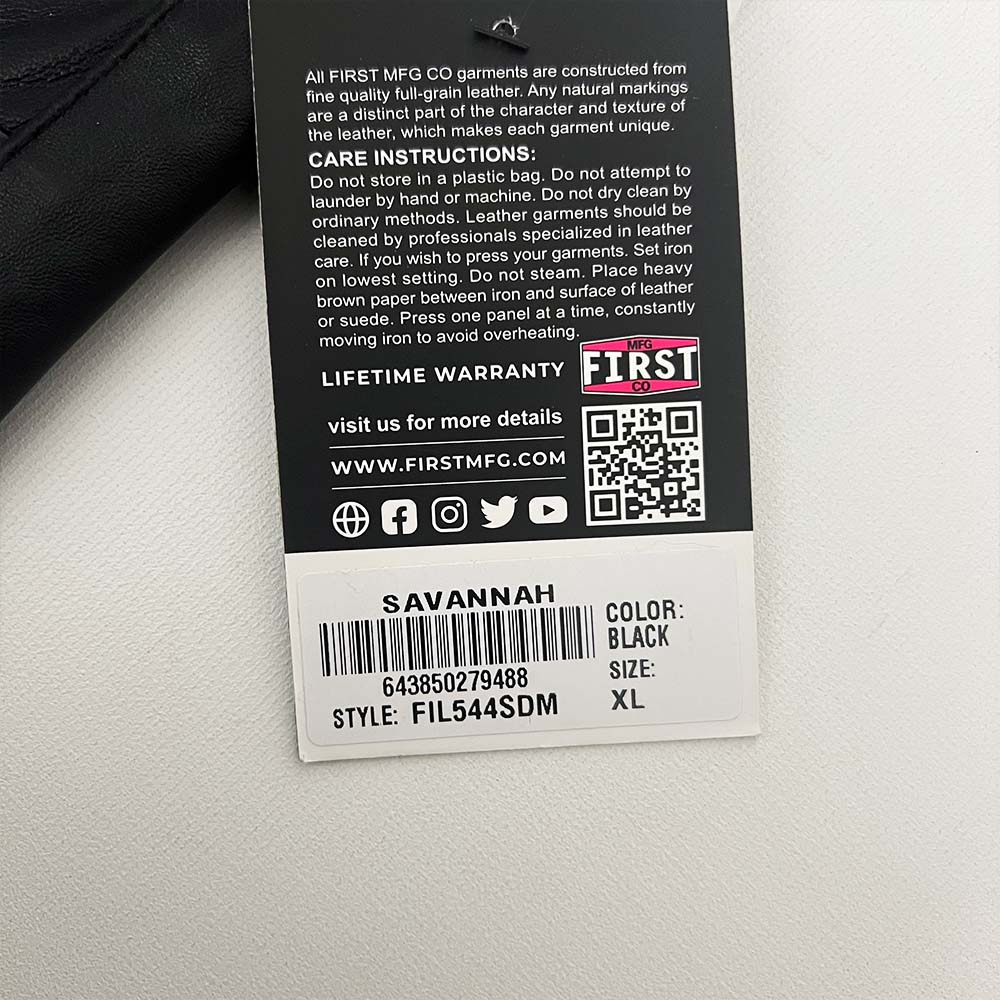 All FIRST MFG CO garments are constructed from
fine quality full-grain leather. Any natural markings
are a distinct part of the character and texture of
the leather, which makes each garment unique.
CARE INSTRUCTIONS:
Do not store in a plastic bag. Do not attempt to
launder by hand or machine. Do not dry clean by
ordinary methods. Leather garments should be
cleaned by professionals specialized in leather
care. If you wish to press your garments. Set iron
on lowest setting. Do not steam. Place heavy
brown paper between iron and surface of leather
or suede. Press one panel at a time, constantly
moving iron to avoid overheating.
LIFETIME WARRANTY
MFG
FIRST
CO
visit us for more details
WWW.FIRSTMFG.COM
SAVANNAH
643850279488
STYLE: FIL544SDM
COLOR:
BLACK
SIZE:
XL